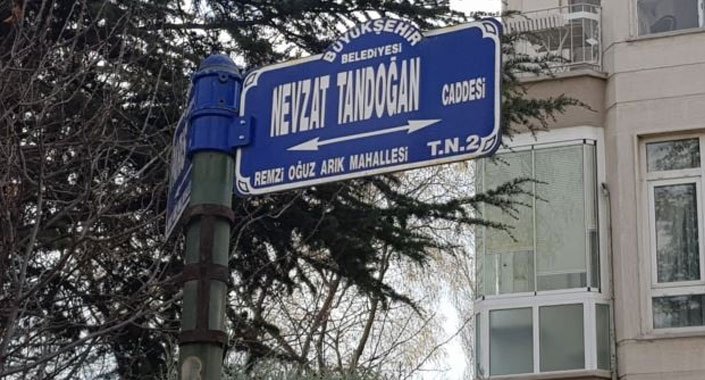 BÜYÜKŞEHİR
BELEDİYESİ
NEVZAT TANDOĞAN CADDESİ
REMZİ OĞUZ ARIK MAHALLESİ T.N.2